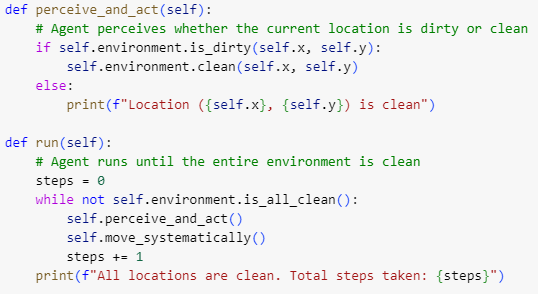 def perceive_and_act(self):
    # Agent perceives whether the current location is dirty or clean
    if self.environment.is_dirty(self.x, self.y):
        self.environment.clean(self.x, self.y)
    else:
        print(f"Location ({self.x}, {self.y}) is clean")

def run(self):
    # Agent runs until the entire environment is clean
    steps = 0
    while not self.environment.is_all_clean():
        self.perceive_and_act()
        self.move_systematically()
        steps += 1
    print(f"All locations are clean. Total steps taken: {steps}")